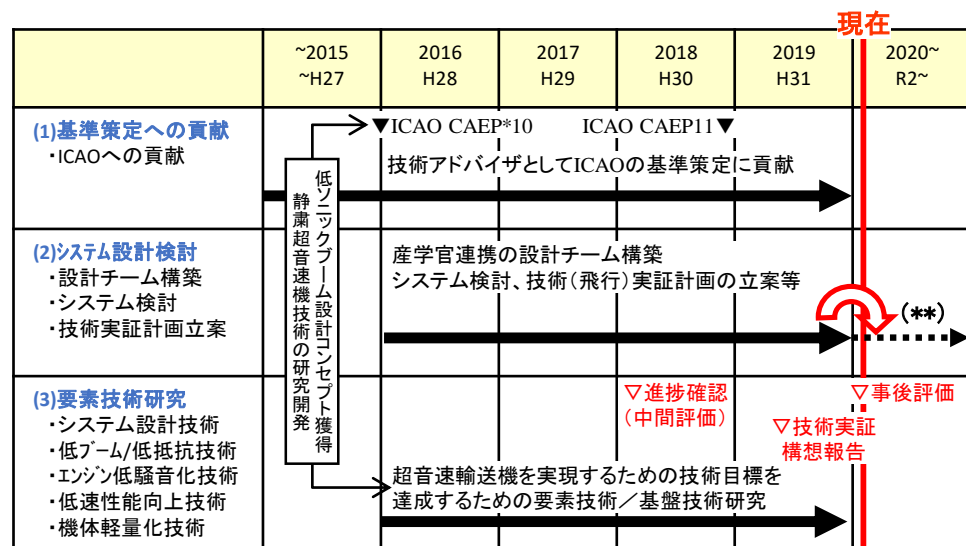 現在
~2015
~H27
2016
H28
2017
H29
2018
H30
2019
H31
2020~
R2~
(1)基準策定への貢献
・ICAOへの貢献
▼ICAO CAEP*10
ICAO CAEP11▼
技術アドバイザとしてICAOの基準策定に貢献
低ソニックブーム設計コンセプト獲得
静粛超音速機技術の研究開発
(2)システム設計検討
・設計チーム構築
・システム検討
・技術実証計画立案
産学官連携の設計チーム構築
システム検討、技術(飛行)実証計画の立案等
(**)
(3)要素技術研究
・システム設計技術
・低ブーム/低抵抗技術
・エンジン低騒音化技術
・低速性能向上技術
・機体軽量化技術
▽進捗確認
(中間評価)
▽事後評価
▽技術実証
構想報告
超音速輸送機を実現するための技術目標を
達成するための要素技術/基盤技術研究